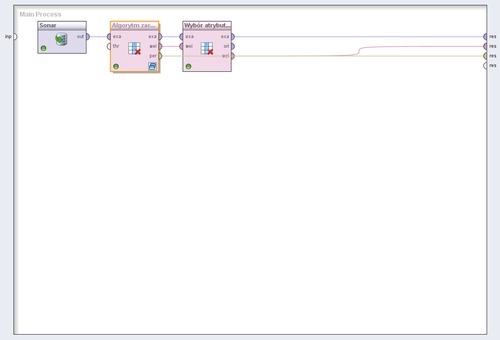 Main Process
Sonar
Algorytm zac...
Wybór atrybut...
inp
out
exa
exa
exa
exa
res
thr
wei
wei
ori
res
per
wei
res
res